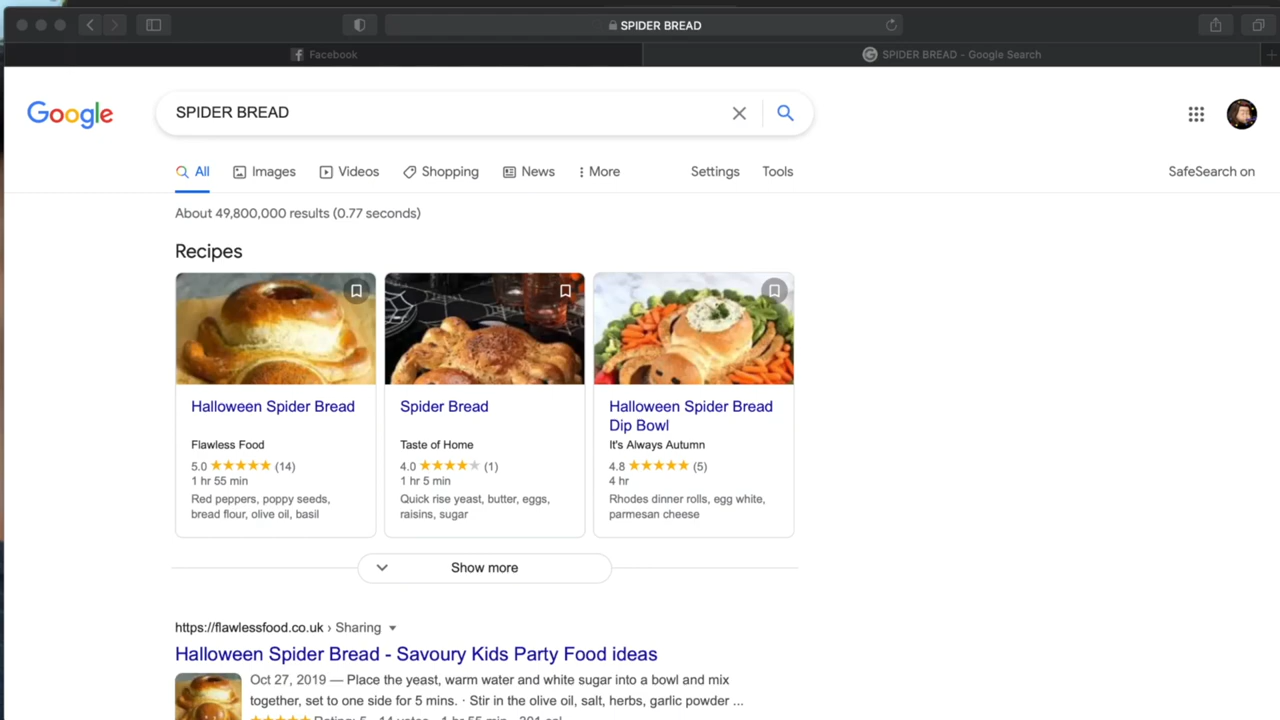 SPIDER BREAD
Facebook
SPIDER BREAD - Google Search
Google
SPIDER BREAD
All
Images
Videos
Shopping
News
More
Settings
Tools
SafeSearch on
About 49,800,000 results (0.77 seconds)
Recipes
Halloween Spider Bread
Flawless Food
5.0 ★★★★★ (14)
1 hr 55 min
Red peppers, poppy seeds,
bread flour, olive oil, basil
Spider Bread
Taste of Home
4.0 ★★★★★ (1)
1 hr 5 min
Quick rise yeast, butter, eggs,
raisins, sugar
Halloween Spider Bread
Dip Bowl
It's Always Autumn
4.8 ★★★★★ (5)
4 hr
Rhodes dinner rolls, egg white,
parmesan cheese
Show more
https://flawlessfood.co.uk › Sharing
Halloween Spider Bread - Savoury Kids Party Food ideas
Oct 27, 2019 — Place the yeast, warm water and white sugar into a bowl and mix
together, set to one side for 5 mins. · Stir in the olive oil, salt, herbs, garlic powder ...